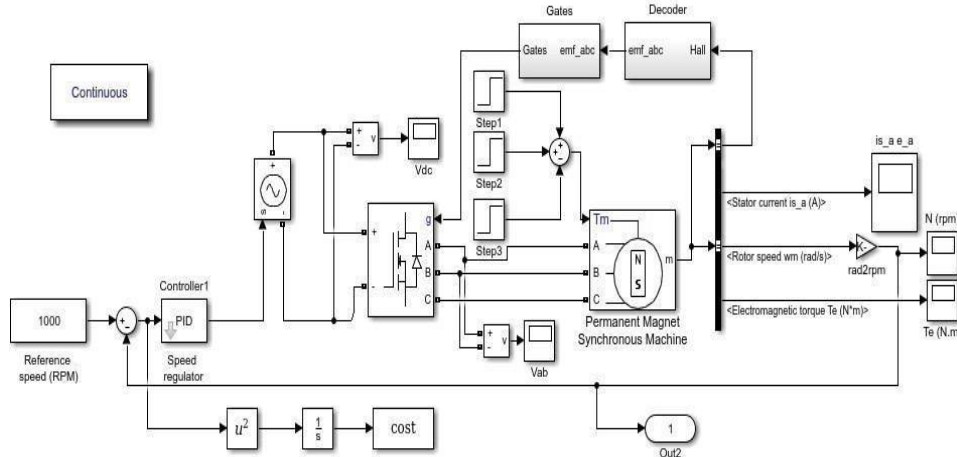 Gates
Decoder
Continuous
Gates
emf_abc
emf_abc
Hall
Step1
is_a e_a
+
-
v
Vdc
+
s
-
Step2
<Stator current is_a (A)>
N (rpm)
g
+
A
B
-
C
Step3
Tm
A
B
C
N
S
m
<Rotor speed wm (rad/s)>
K-
rad2rpm
Controller1
1000
PID
Permanent Magnet
Synchronous Machine
<Electromagnetic torque Te (N*m)>
Te (N.m
Reference
speed (RPM)
Speed
regulator
+
-
v
Vab
u²
1
s
cost
1
Out2